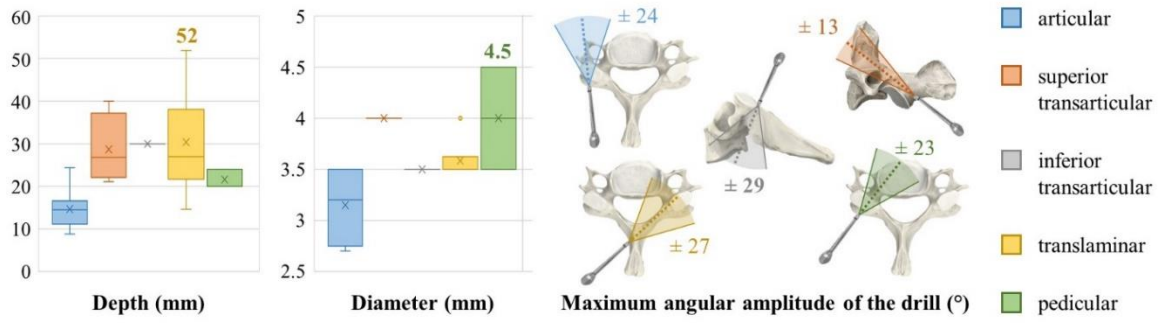 60
50
40
30
20
10
0
52
Depth (mm)
5
4.5
4
3.5
3
2.5
4.5
Diameter (mm)
± 24
± 13
± 29
± 27
± 23
Maximum angular amplitude of the drill (°)
articular
superior
transarticular
inferior
transarticular
translaminar
pedicular